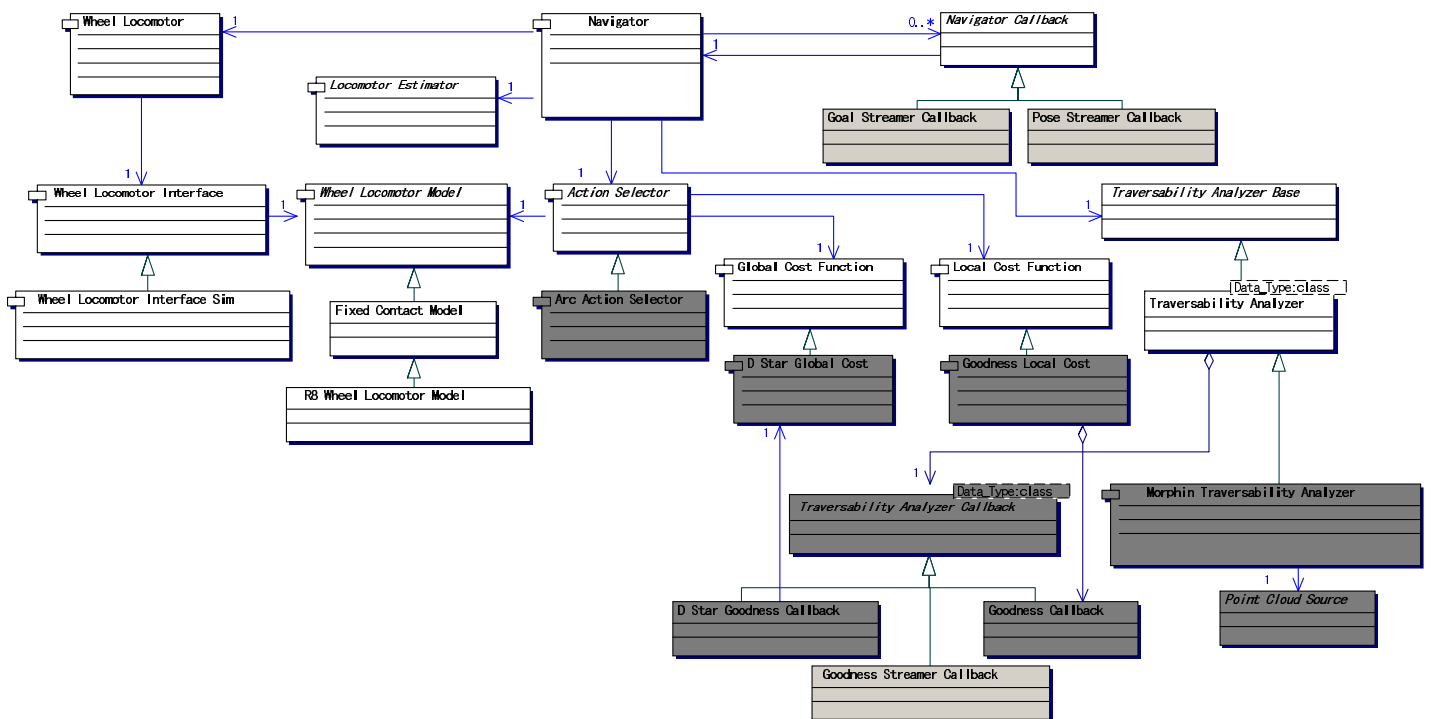 Wheel Locomotor
1
Navigator
0..*
Navigator Callback
1
Locomotor Estimator
1
Goal Streamer Callback
Pose Streamer Callback
1
Wheel Locomotor Interface
1
Wheel Locomotor Model
1
1
Action Selector
1
Traversability Analyzer Base
1
1
Global Cost Function
1
Local Cost Function
Wheel Locomotor Interface Sim
Fixed Contact Model
Arc Action Selector
Data_Type:class
Traversability Analyzer
D Star Global Cost
Goodness Local Cost
R8 Wheel Locomotor Model
1
1
Data_Type:class
Traversability Analyzer Callback
Morphin Traversability Analyzer
1
D Star Goodness Callback
Goodness Callback
Point Cloud Source
Goodness Streamer Callback